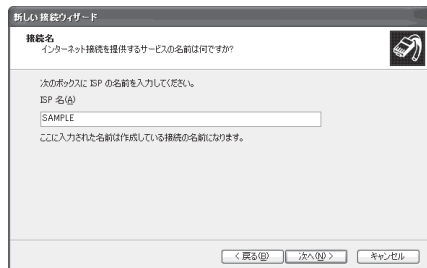 新しい接続ウィザード
接続名
インターネット接続を提供するサービスの名前は何ですか?
次のボックスに ISP の名前を入力してください。
ISP 名(A)
SAMPLE
ここに入力された名前は作成している接続の名前になります。
< 戻る(B) 次へ(N) > キャンセル